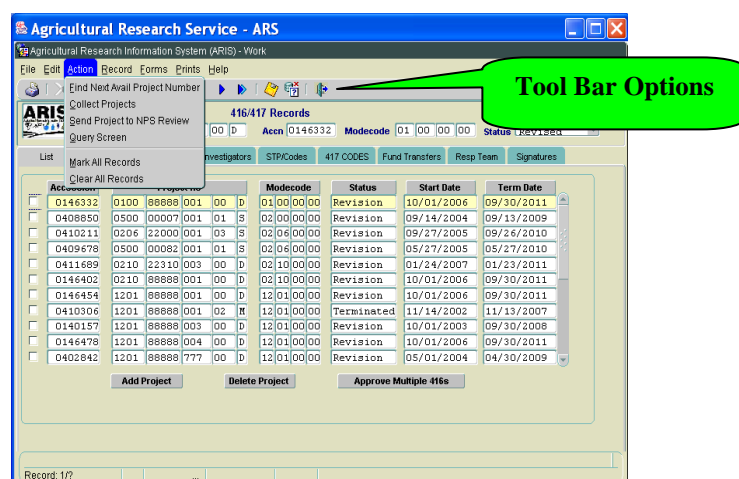 Agricultural Research Service - ARS
Agricultural Research Information System (ARIS) - Work
File Edit Action Record Forms Prints Help
Tool Bar Options
Find Next Avail Project Number
Collect Projects
Send Project to NPS Review
Query Screen
Mark All Records
Clear All Records
ARIS
416/417 Records
00 D Accn 0146332 Modecode 01 00 00 00 Status Revised
List nvestigators STP/Codes 417 CODES Fund Transfers Resp Team Signatures
Accession Project no Modecode Status Start Date Term Date
0146332 0100 88888 001 00 D 01 00 00 00 Revision 10/01/2006 09/30/2011
0408850 0500 00007 001 01 S 02 00 00 00 Revision 09/14/2004 09/13/2009
0410211 0206 22000 001 03 S 02 06 00 00 Revision 09/27/2005 09/26/2010
0409678 0500 00082 001 01 S 02 06 00 00 Revision 05/27/2005 05/27/2010
0411689 0210 22310 003 00 D 02 10 00 00 Revision 01/24/2007 01/23/2011
0146402 0210 88888 001 00 D 02 10 00 00 Revision 10/01/2006 09/30/2011
0146454 1201 88888 001 00 D 12 01 00 00 Revision 10/01/2006 09/30/2011
0410306 1201 88888 001 02 M 12 01 00 00 Terminated 11/14/2002 11/13/2007
0140157 1201 88888 003 00 D 12 01 00 00 Revision 10/01/2003 09/30/2008
0146478 1201 88888 004 00 D 12 01 00 00 Revision 10/01/2006 09/30/2011
0402842 1201 88888 777 00 D 12 01 00 00 Revision 05/01/2004 04/30/2009
Add Project Delete Project Approve Multiple 416s
Record: 1/? ...